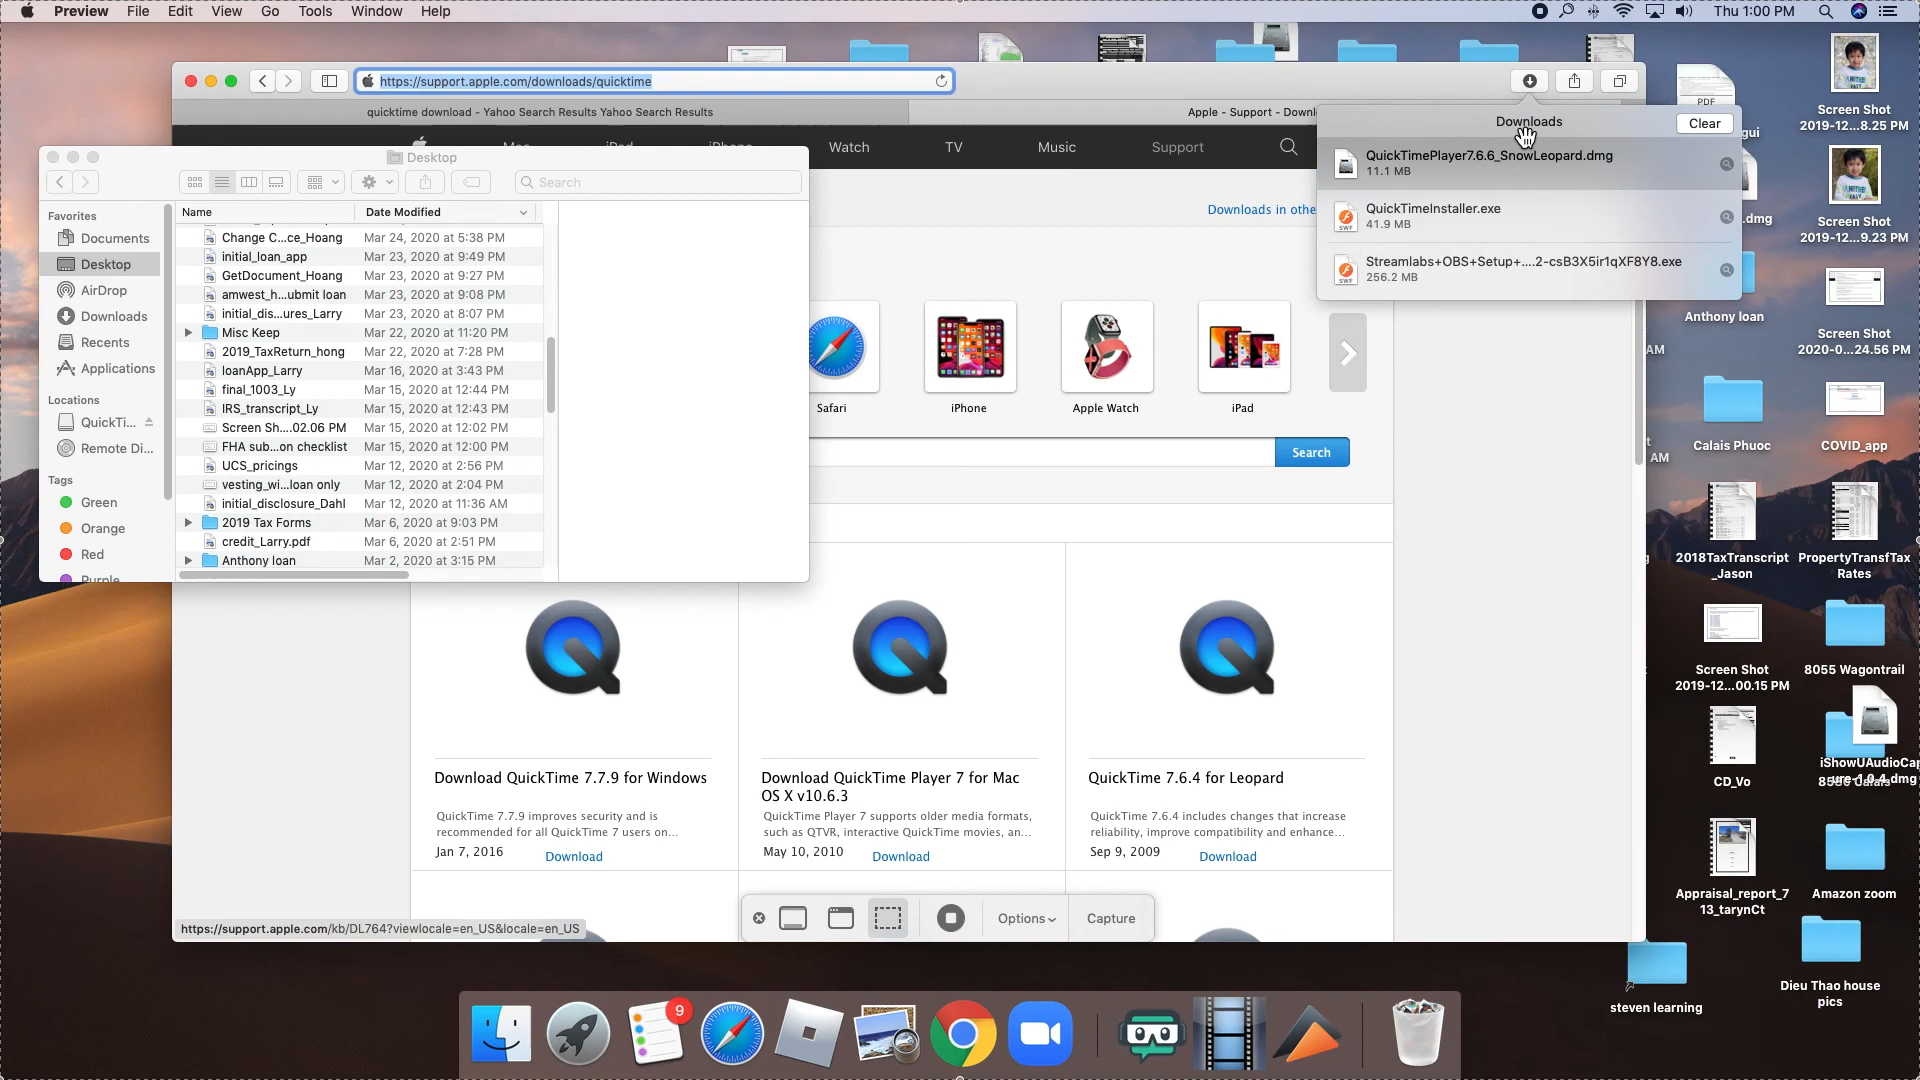 Preview File Edit View Go Tools Window Help
Thu 1:00 PM
https://support.apple.com/downloads/quicktime
quicktime download - Yahoo Search Results Yahoo Search Results
Apple - Support - Downl
Watch TV Music Support
Downloads
Clear
QuickTimePlayer7.6.6_SnowLeopard.dmg
11.1 MB
QuickTimeInstaller.exe
41.9 MB
SWF
Streamlabs+OBS+Setup+....2-csB3X5ir1qXF8Y8.exe
256.2 MB
SWF
Desktop
Search
Favorites
Documents
Desktop
AirDrop
Downloads
Recents
Applications
Locations
QuickTi...
Remote Di...
Tags
Green
Orange
Red
Purple
Name Date Modified
Change C...ce_Hoang Mar 24, 2020 at 5:38 PM
initial_loan_app Mar 23, 2020 at 9:49 PM
GetDocument_Hoang Mar 23, 2020 at 9:27 PM
amwest_h...ubmit loan Mar 23, 2020 at 9:08 PM
initial_dis...ures_Larry Mar 23, 2020 at 8:07 PM
Misc Keep Mar 22, 2020 at 11:20 PM
2019_TaxReturn_hong Mar 22, 2020 at 7:28 PM
loanApp_Larry Mar 16, 2020 at 3:43 PM
final_1003_Ly Mar 15, 2020 at 12:44 PM
IRS_transcript_Ly Mar 15, 2020 at 12:43 PM
Screen Sh....02.06 PM Mar 15, 2020 at 12:02 PM
FHA sub...on checklist Mar 15, 2020 at 12:00 PM
UCS_pricings Mar 12, 2020 at 2:56 PM
vesting_wi...loan only Mar 12, 2020 at 2:04 PM
initial_disclosure_Dahl Mar 12, 2020 at 11:36 AM
2019 Tax Forms Mar 6, 2020 at 9:03 PM
credit_Larry.pdf Mar 6, 2020 at 2:51 PM
Anthony loan Mar 2, 2020 at 3:15 PM
Downloads in othe
Safari
iPhone
Apple Watch
iPad
Search
Download QuickTime 7.7.9 for Windows
QuickTime 7.7.9 improves security and is
recommended for all QuickTime 7 users on...
Jan 7, 2016 Download
Download QuickTime Player 7 for Mac
OS X v10.6.3
QuickTime Player 7 supports older media formats,
such as QTVR, interactive QuickTime movies, an...
May 10, 2010 Download
QuickTime 7.6.4 for Leopard
QuickTime 7.6.4 includes changes that increase
reliability, improve compatibility and enhance...
Sep 9, 2009 Download
Options
Capture
https://support.apple.com/kb/DL764?viewlocale=en_US&locale=en_US
9
PDF
gui
.dmg
AM
t
AM
g
Screen Shot
2019-12...8.25 PM
Screen Shot
2019-12...9.23 PM
Anthony loan
Screen Shot
2020-0...24.56 PM
Calais Phuoc
COVID_app
2018TaxTranscript
_Jason
PropertyTransfTax
Rates
Screen Shot
2019-12...00.15 PM
8055 Wagontrail
CD_Vo
iShowUAudioCap
ure-1.0.4.dmg
Appraisal_report_7
13_tarynCt
Amazon zoom
steven learning
Dieu Thao house
pics